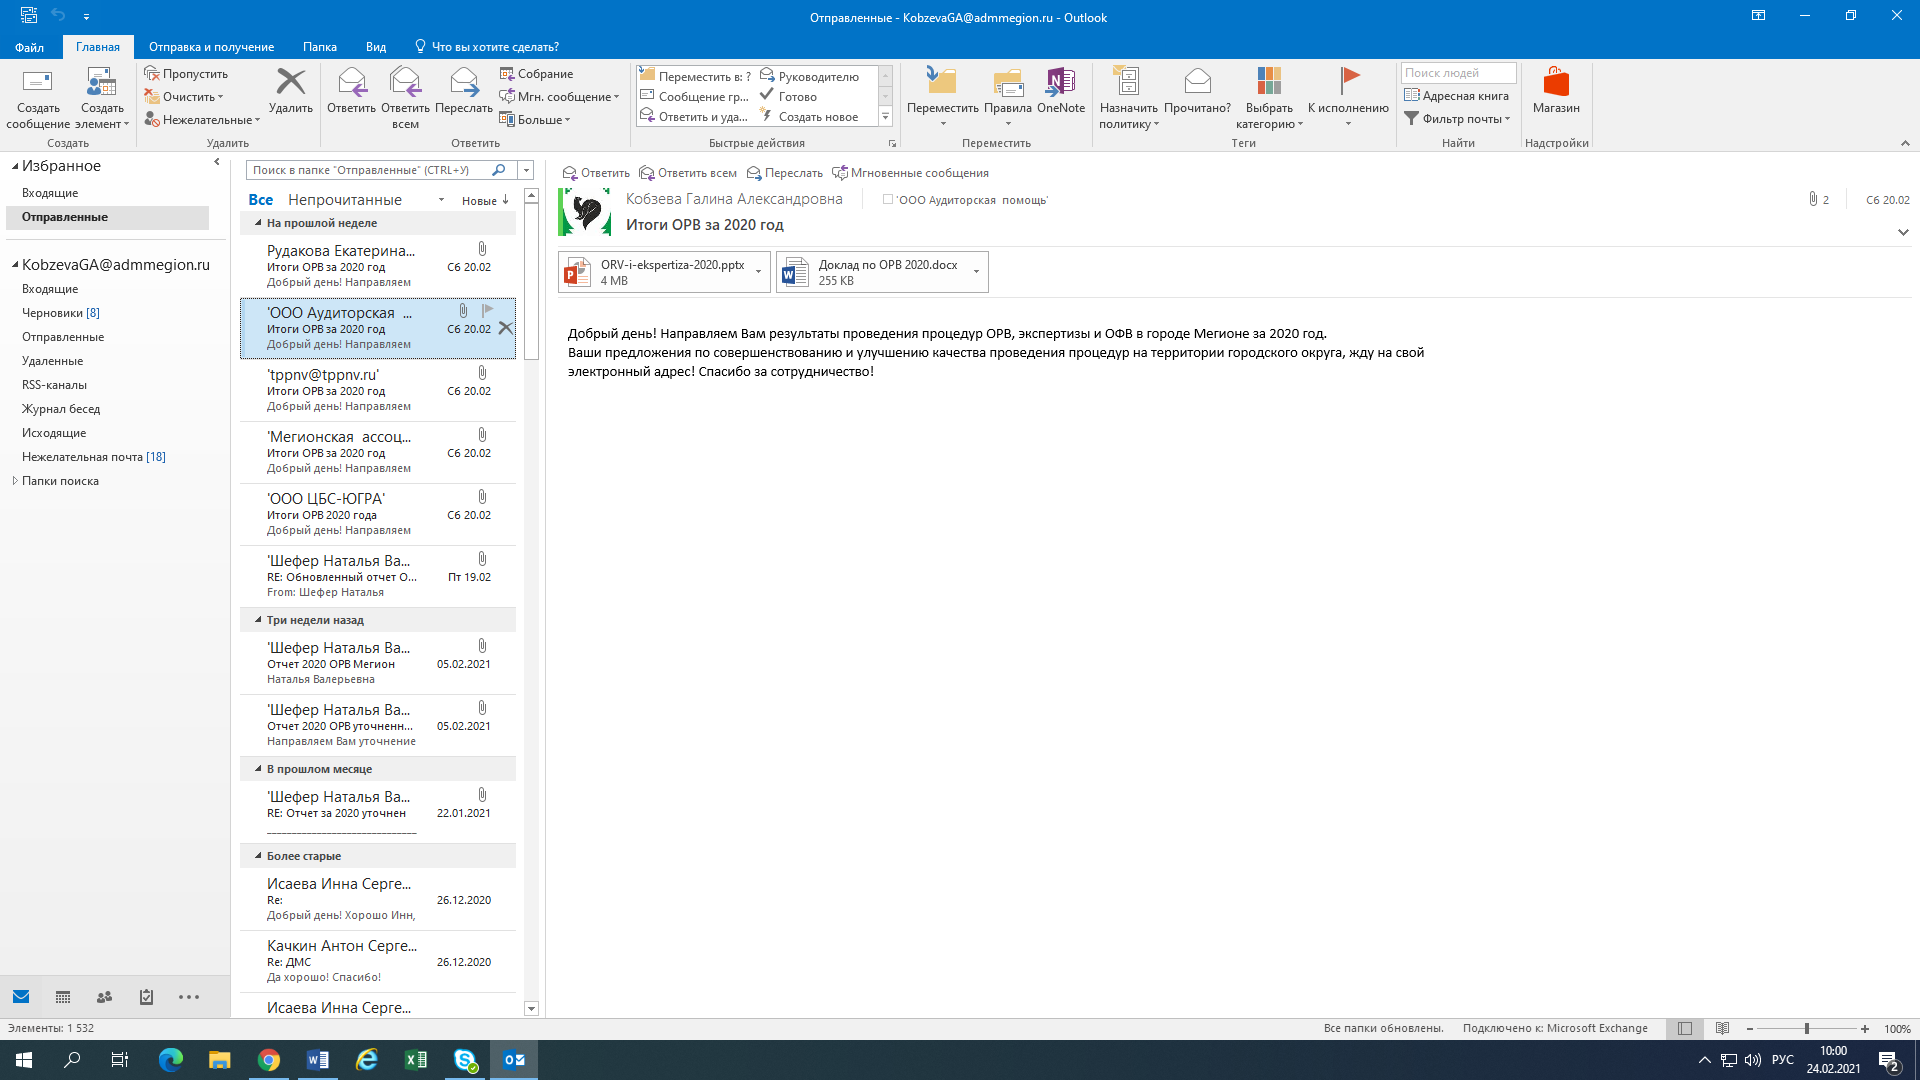 Отправленные - KobzevaGA@admmegion.ru - Outlook
Файл
Главная
Отправка и получение
Папка
Вид
Что вы хотите сделать?
Создать сообщение
Создать элемент
Создать
Пропустить
Очистить
Нежелательные
Удалить
Удалить
Ответить
Ответить всем
Переслать
Собрание
Мгн. сообщение
Больше
Ответить
Переместить в: ?
Сообщение гр...
Ответить и уда...
Руководителю
Готово
Создать новое
Быстрые действия
Переместить
Правила
OneNote
Переместить
Назначить политику
Прочитано?
Выбрать категорию
К исполнению
Теги
Поиск людей
Адресная книга
Фильтр почты
Найти
Магазин
Надстройки
Избранное
Входящие
Отправленные
KobzevaGA@admmegion.ru
Входящие
Черновики [8]
Отправленные
Удаленные
RSS-каналы
Журнал бесед
Исходящие
Нежелательная почта [18]
Папки поиска
Поиск в папке "Отправленные" (CTRL+У)
Все Непрочитанные Новые
На прошлой неделе
Рудакова Екатерина...
Итоги ОРВ за 2020 год Сб 20.02
Добрый день! Направляем
'ООО Аудиторская ...
Итоги ОРВ за 2020 год Сб 20.02
Добрый день! Направляем
'tppnv@tppnv.ru'
Итоги ОРВ за 2020 год Сб 20.02
Добрый день! Направляем
'Мегионская ассоц...
Итоги ОРВ за 2020 год Сб 20.02
Добрый день! Направляем
'ООО ЦБС-ЮГРА'
Итоги ОРВ 2020 года Сб 20.02
Добрый день! Направляем
'Шефер Наталья Ва...
RE: Обновленный отчет О... Пт 19.02
From: Шефер Наталья
Три недели назад
'Шефер Наталья Ва...
Отчет 2020 ОРВ Мегион 05.02.2021
Наталья Валерьевна
'Шефер Наталья Ва...
Отчет 2020 ОРВ уточненн... 05.02.2021
Направляем Вам уточнение
В прошлом месяце
'Шефер Наталья Ва...
RE: Отчет за 2020 уточнен 22.01.2021
________________________________
Более старые
Исаева Инна Серге...
Re: 26.12.2020
Добрый день! Хорошо Инн,
Качкин Антон Серге...
Re: ДМС 26.12.2020
Да хорошо! Спасибо!
Исаева Инна Серге...
Ответить Ответить всем Переслать Мгновенные сообщения
Кобзева Галина Александровна 'ООО Аудиторская помощь' 2 Сб 20.02
Итоги ОРВ за 2020 год
ORV-i-ekspertiza-2020.pptx
4 MB
Доклад по ОРВ 2020.docx
255 KB
Добрый день! Направляем Вам результаты проведения процедур ОРВ, экспертизы и ОФВ в городе Мегионе за 2020 год.
Ваши предложения по совершенствованию и улучшению качества проведения процедур на территории городского округа, жду на свой
электронный адрес! Спасибо за сотрудничество!
Элементы: 1 532
Все папки обновлены. Подключено к: Microsoft Exchange 100%
РУС
10:00
24.02.2021
2